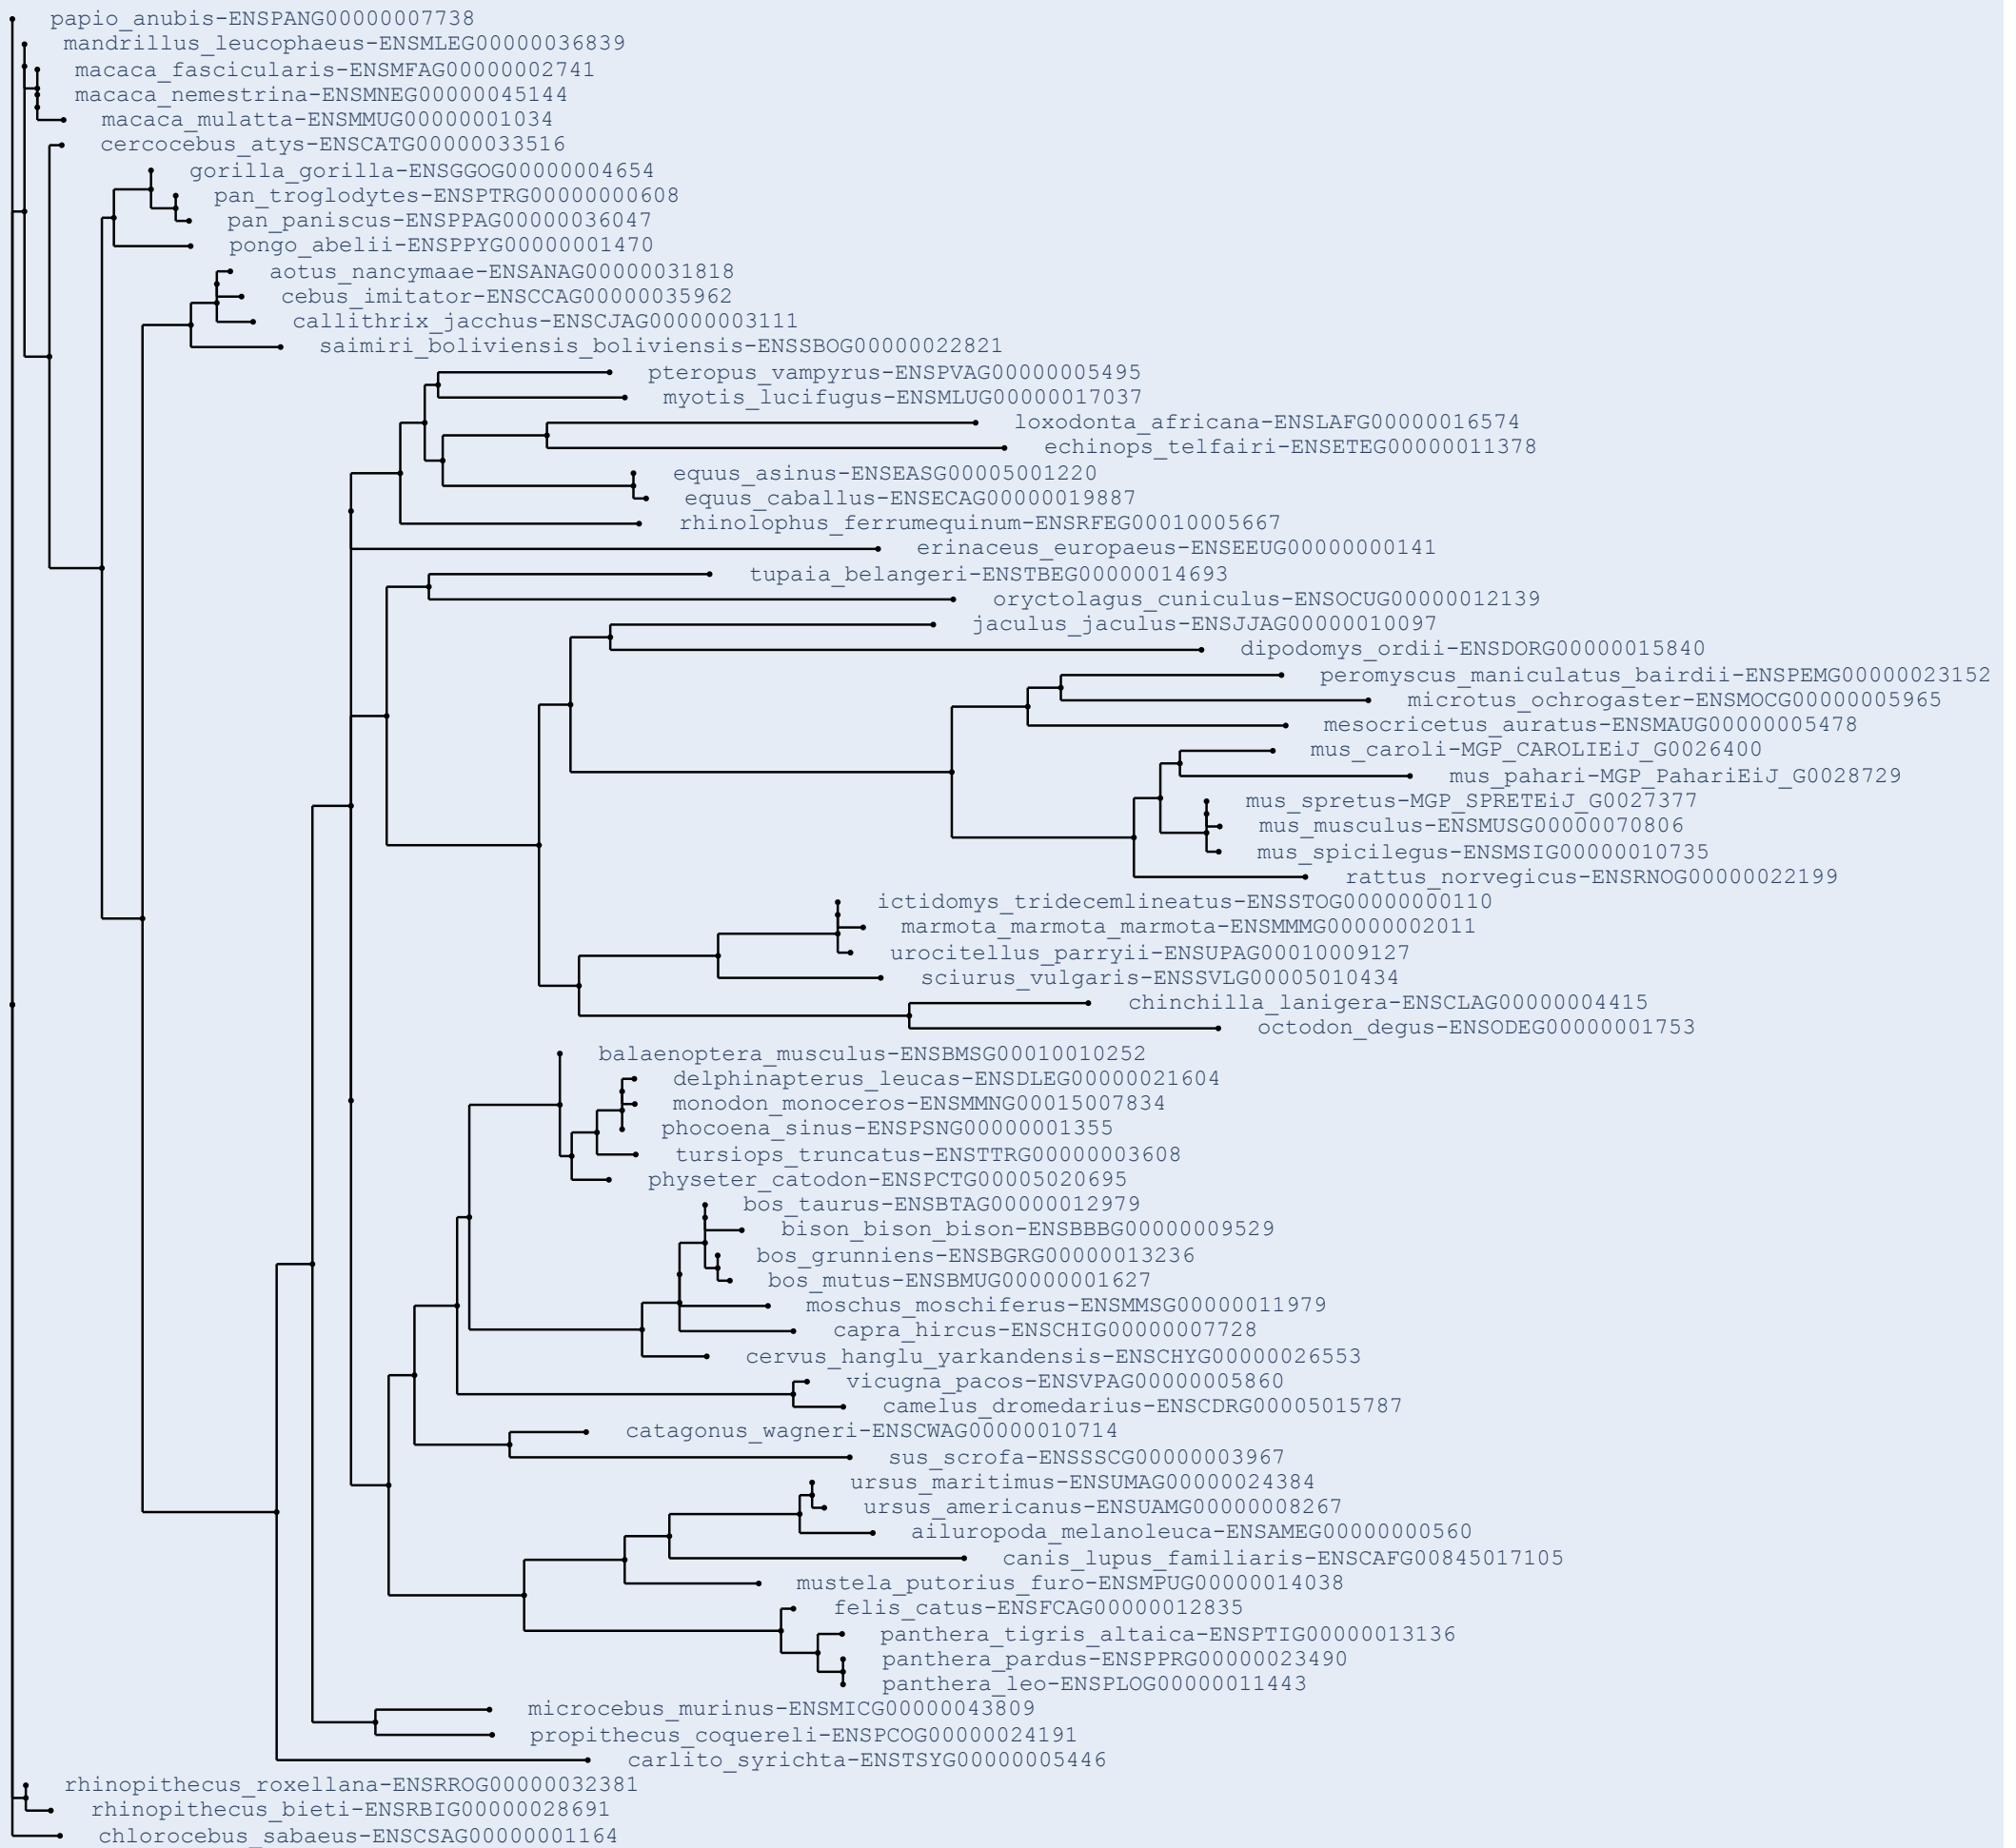 papio_anubis-ENSPANG00000007738
mandrillus_leucophaeus-ENSMLEG00000036839
macaca_fascicularis-ENSMFAG00000002741
macaca_nemestrina-ENSMNEG00000045144
macaca_mulatta-ENSMMUG00000001034
cercocebus_atys-ENSCATG00000033516
gorilla_gorilla-ENSGGOG00000004654
pan_troglodytes-ENSPTRG00000000608
pan_paniscus-ENSPPAG00000036047
pongo_abelii-ENSPPYG00000001470
aotus_nancymaae-ENSANAG00000031818
cebus_imitator-ENSCCAG00000035962
callithrix_jacchus-ENSCJAG00000003111
saimiri_boliviensis_boliviensis-ENSSBOG00000022821
pteropus_vampyrus-ENSPVAG00000005495
myotis_lucifugus-ENSMLUG00000017037
loxodonta_africana-ENSLAFG00000016574
echinops_telfairi-ENSETEG00000011378
equus_asinus-ENSEASG00005001220
equus_caballus-ENSECAG00000019887
rhinolophus_ferrumequinum-ENSRFEG00010005667
erinaceus_europaeus-ENSEEUG00000000141
tupaia_belangeri-ENSTBEG00000014693
oryctolagus_cuniculus-ENSOCUG00000012139
jaculus_jaculus-ENSJJAG00000010097
dipodomys_ordii-ENSDORG00000015840
peromyscus_maniculatus_bairdii-ENSPEMG00000023152
microtus_ochrogaster-ENSMOCG00000005965
mesocricetus_auratus-ENSMAUG00000005478
mus_caroli-MGP_CAROLIEiJ_G0026400
mus_pahari-MGP_PahariEiJ_G0028729
mus_spretus-MGP_SPRETEiJ_G0027377
mus_musculus-ENSMUSG00000070806
mus_spicilegus-ENSMSIG00000010735
rattus_norvegicus-ENSRNOG00000022199
ictidomys_tridecemlineatus-ENSSTOG00000000110
marmota_marmota_marmota-ENSMMMG00000002011
urocitellus_parryii-ENSUPAG00010009127
sciurus_vulgaris-ENSSVLG00005010434
chinchilla_lanigera-ENSCLAG00000004415
octodon_degus-ENSODEG00000001753
balaenoptera_musculus-ENSBMSG00010010252
delphinapterus_leucas-ENSDLEG00000021604
monodon_monoceros-ENSMMNG00015007834
phocoena_sinus-ENSPSNG00000001355
tursiops_truncatus-ENSTTRG00000003608
physeter_catodon-ENSPCTG00005020695
bos_taurus-ENSBTAG00000012979
bison_bison_bison-ENSBBBG00000009529
bos_grunniens-ENSBGRG00000013236
bos_mutus-ENSBMUG00000001627
moschus_moschiferus-ENSMMSG00000011979
capra_hircus-ENSCHIG00000007728
cervus_hanglu_yarkandensis-ENSCHYG00000026553
vicugna_pacos-ENSVPAG00000005860
camelus_dromedarius-ENSCDRG00005015787
catagonus_wagneri-ENSCWAG00000010714
sus_scrofa-ENSSSCG00000003967
ursus_maritimus-ENSUMAG00000024384
ursus_americanus-ENSUAMG00000008267
ailuropoda_melanoleuca-ENSAMEG00000000560
canis_lupus_familiaris-ENSCAFG00845017105
mustela_putorius_furo-ENSMPUG00000014038
felis_catus-ENSFCAG00000012835
panthera_tigris_altaica-ENSPTIG00000013136
panthera_pardus-ENSPPRG00000023490
panthera_leo-ENSPLOG00000011443
microcebus_murinus-ENSMICG00000043809
propithecus_coquereli-ENSPCOG00000024191
carlito_syrichta-ENSTSYG00000005446
rhinopithecus_roxellana-ENSRROG00000032381
rhinopithecus_bieti-ENSRBIG00000028691
chlorocebus_sabaeus-ENSCSAG00000001164